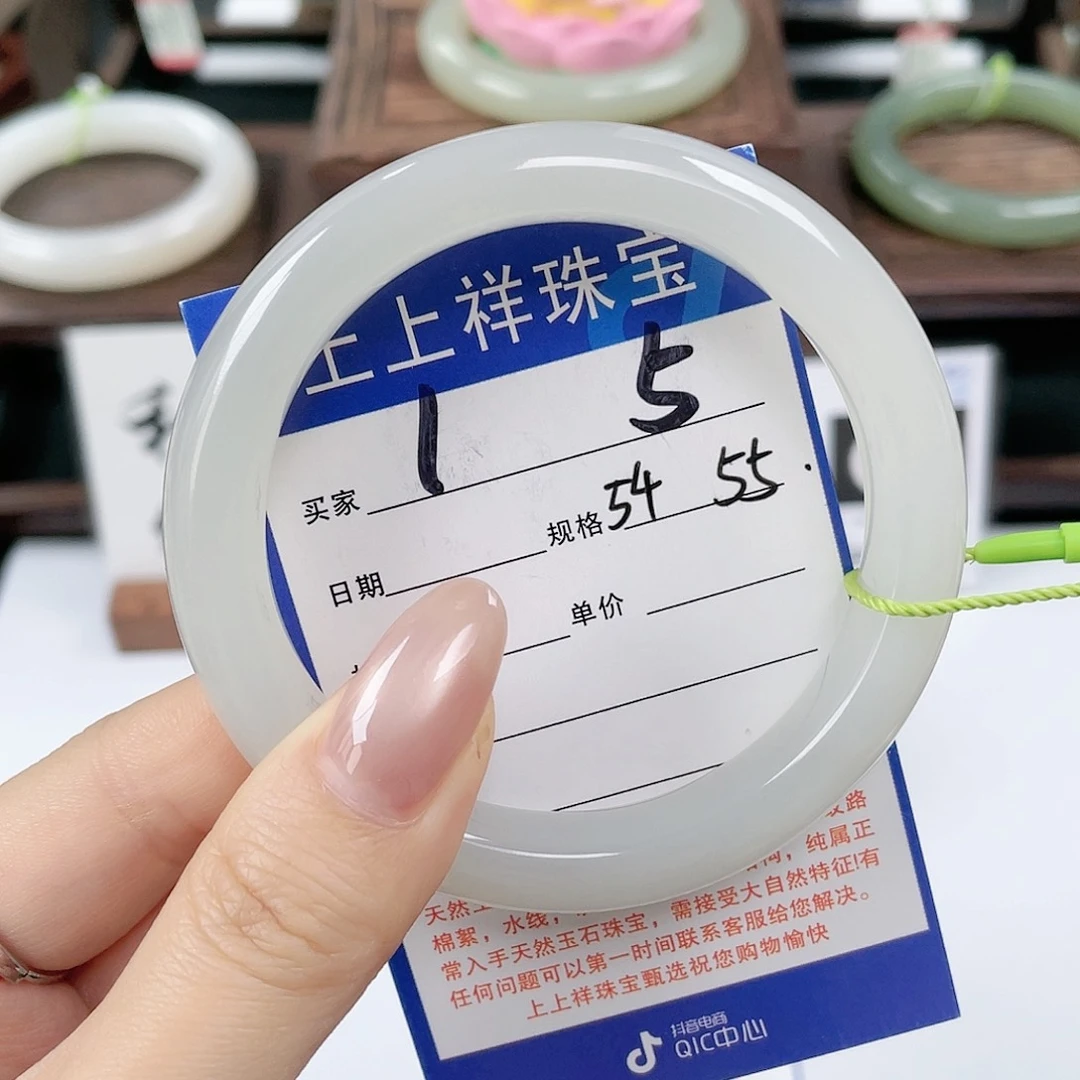 上上祥珠宝
1 5
买家
规格 54 55.
日期
单价
纯属正
棉絮，水线，
常入手天然玉石珠宝，需接受大自然特征!有
任何问题可以第一时间联系客服给您解决。
上上祥珠宝甄选祝您购物愉快
抖音电商
QIC中心